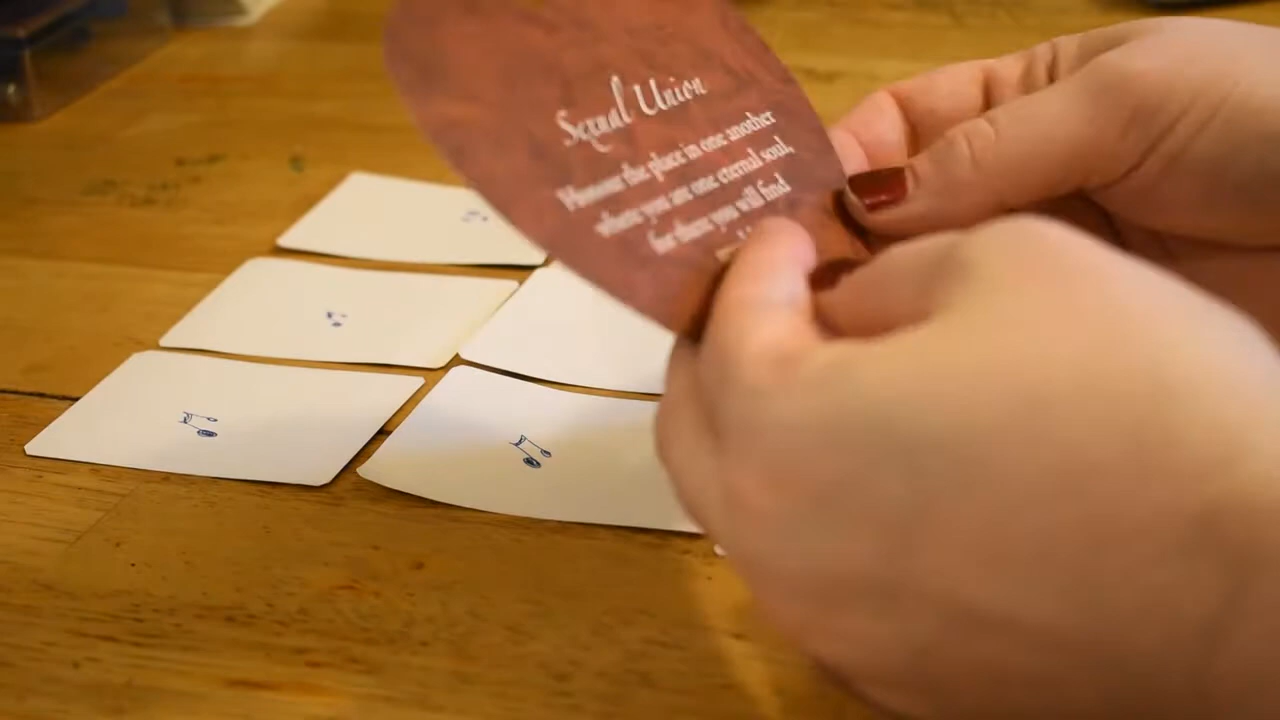 Sexual Union
Honour the place in one another
where you are one eternal soul,
for there you will find